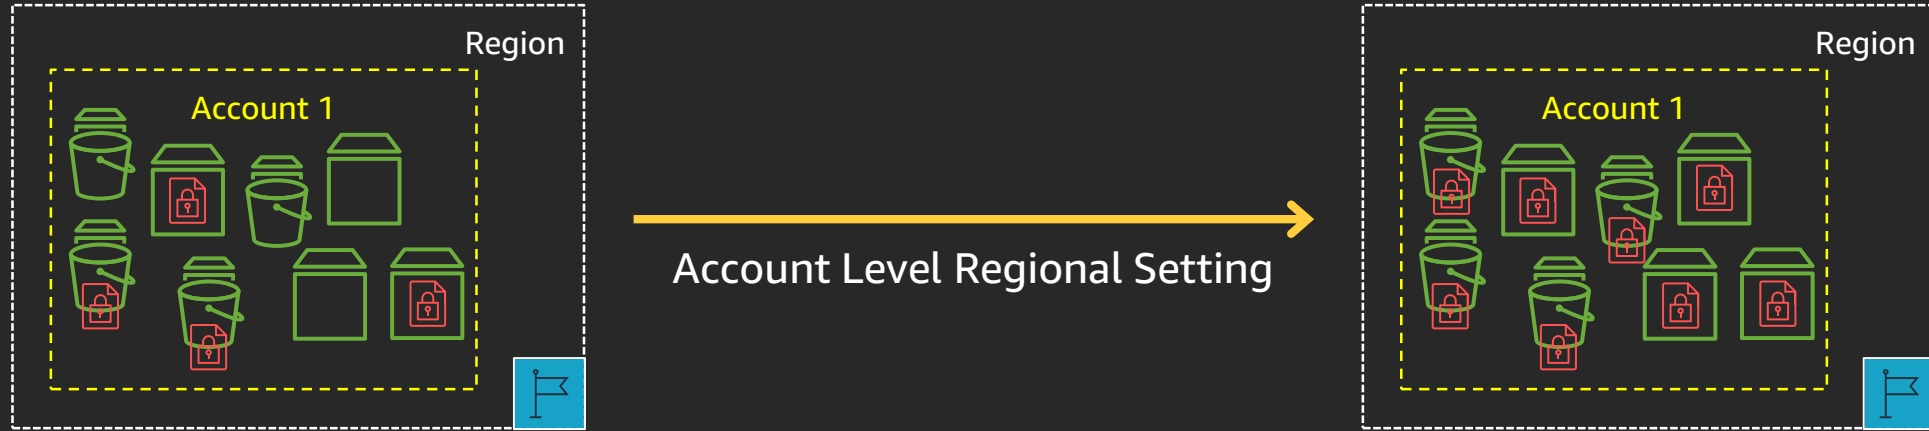 Region
Account 1
Account Level Regional Setting
Region
Account 1